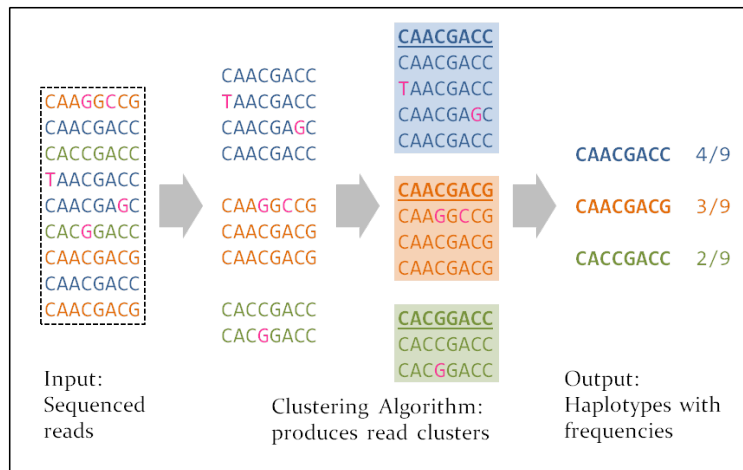 CAAGGCCG
CAACGACC
CACCGACC
TAACGACC
CAACGAGC
CACGGACC
CAACGACG
CAACGACC
CAACGACG
Input:
Sequenced
reads
CAACGACC
TAACGACC
CAACGAGC
CAACGACC
CAAGGCCG
CAACGACG
CAACGACG
CACCGACC
CACGGACC
CAACGACC
CAACGACC
TAACGACC
CAACGAGC
CAACGACC
CAACGACG
CAAGGCCG
CAACGACG
CAACGACG
CACGGACC
CACCGACC
CACGGACC
Clustering Algorithm:
produces read clusters
CAACGACC 4/9
CAACGACG 3/9
CACCGACC 2/9
Output:
Haplotypes with
frequencies